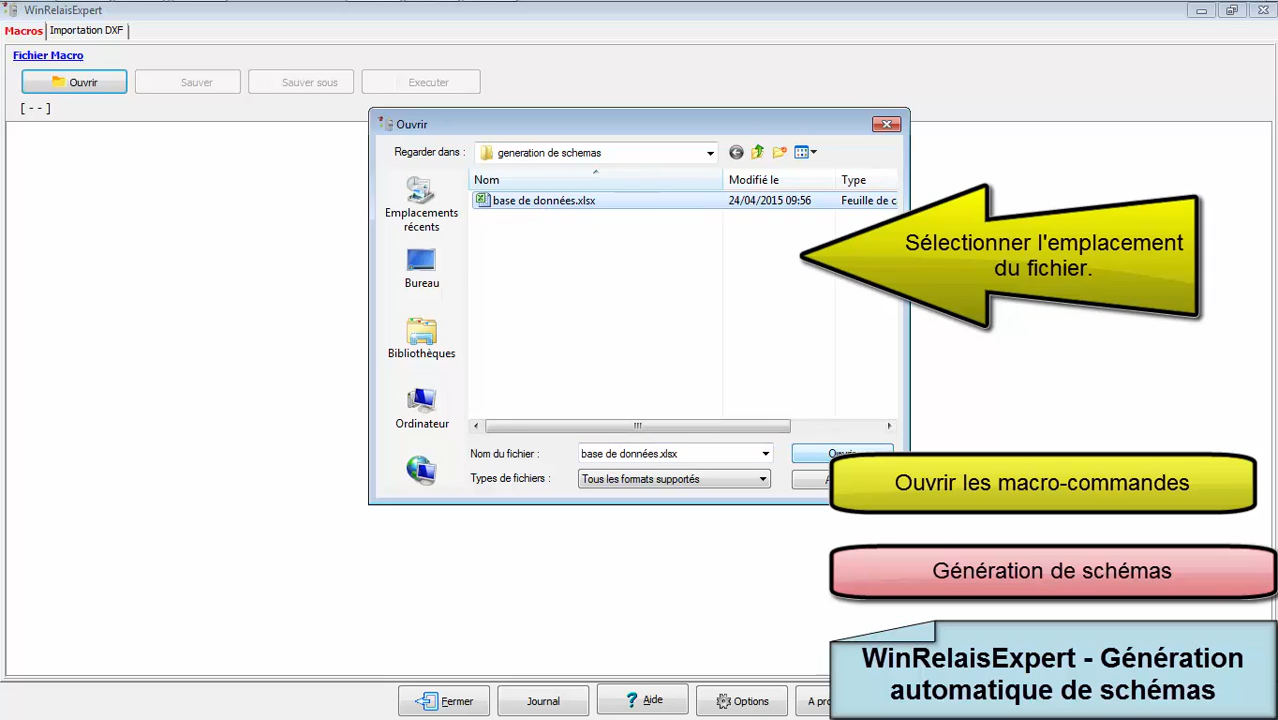 WinRelaisExpert
Macros
Importation DXF
Fichier Macro
Ouvrir
Sauver
Sauver sous
Executer
[--]
Ouvrir
Regarder dans :
generation de schemas
Nom
Modifié le
Type
base de données.xlsx
24/04/2015 09:56
Feuille de c
Emplacements
récents
Bureau
Bibliothèques
Ordinateur
Nom du fichier :
base de données.xlsx
Types de fichiers :
Tous les formats supportés
Sélectionner l'emplacement
du fichier.
Ouvrir les macro-commandes
Génération de schémas
WinRelaisExpert - Génération
automatique de schémas
Fermer
Journal
Aide
Options
A pro